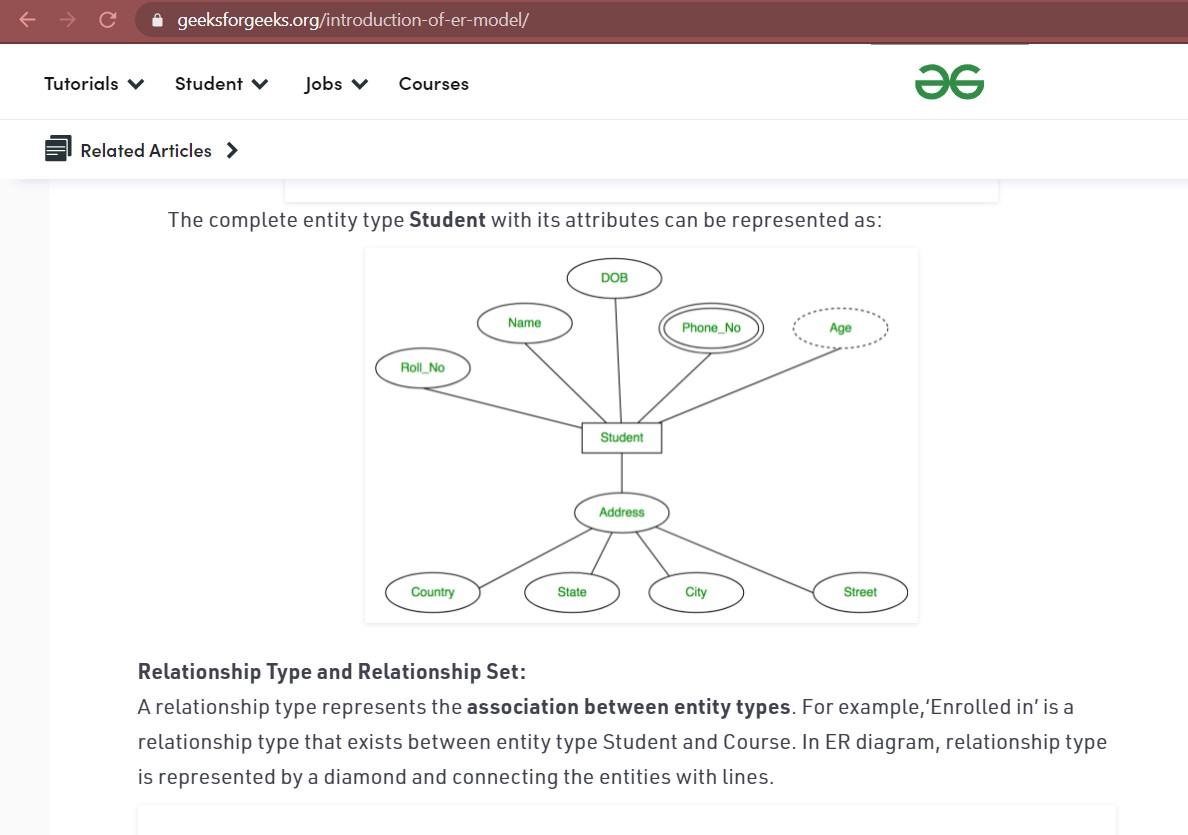 geeksforgeeks.org/introduction-of-er-model/
Tutorials Student Jobs Courses
Related Articles
The complete entity type Student with its attributes can be represented as:
DOB
Name
Phone_No
Age
Roll_No
Student
Address
Country
State
City
Street
Relationship Type and Relationship Set:
A relationship type represents the association between entity types. For example,‘Enrolled in’ is a
relationship type that exists between entity type Student and Course. In ER diagram, relationship type
is represented by a diamond and connecting the entities with lines.